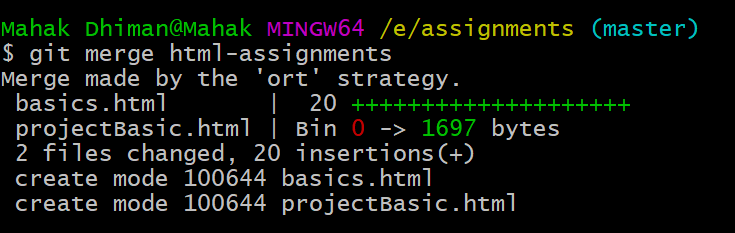 Mahak Dhiman@Mahak MINGW64 /e/assignments (master)
$ git merge html-assignments
Merge made by the 'ort' strategy.
 basics.html       |  20 ++++++++++++++++++++
 projectBasic.html | Bin 0 -> 1697 bytes
 2 files changed, 20 insertions(+)
 create mode 100644 basics.html
 create mode 100644 projectBasic.html